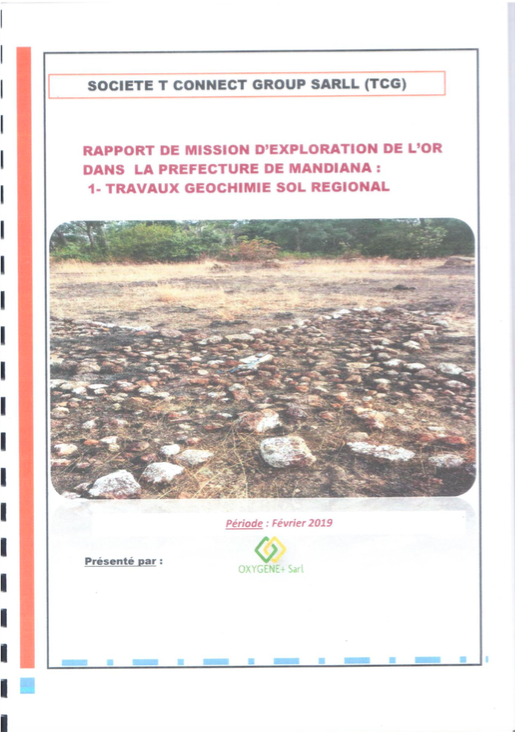 SOCIETE T CONNECT GROUP SARLL (TCG)
RAPPORT DE MISSION D'EXPLORATION DE L'OR
DANS LA PREFECTURE DE MANDIANA :
1- TRAVAUX GEOCHIMIE SOL REGIONAL
Période : Février 2019
Présenté par :
OXYGENE+ Sarl